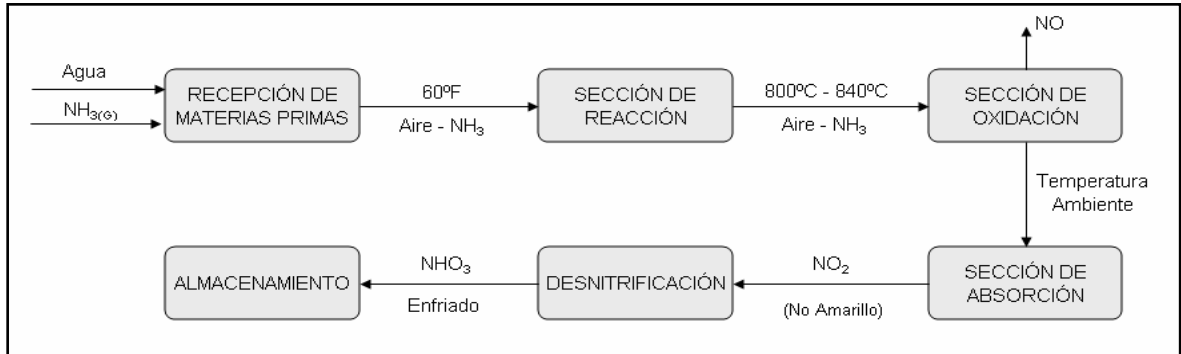 Agua
NH3(G)
RECEPCIÓN DE
MATERIAS PRIMAS
60ºF
Aire - NH3
SECCIÓN DE
REACCIÓN
800ºC - 840ºC
Aire - NH3
NO
SECCIÓN DE
OXIDACIÓN
Temperatura
Ambiente
SECCIÓN DE
ABSORCIÓN
NO2
(No Amarillo)
DESNITRIFICACIÓN
NHO3
Enfriado
ALMACENAMIENTO